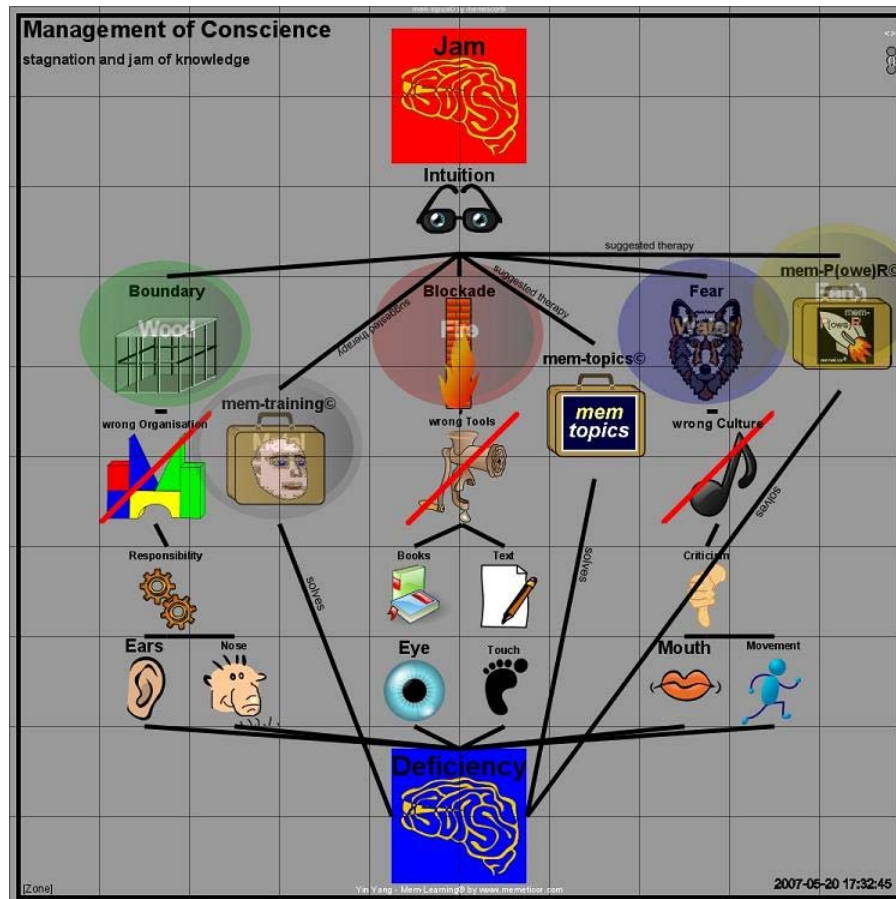 Management of Conscience
stagnation and jam of knowledge
Jam
Intuition
suggested therapy
suggested therapy
suggested therapy
mem-P(owe)R©
Earth
Boundary
Wood
Blockade
Fire
Fear
Water
mem-topics©
mem
topics
mem-training©
wrong Organisation
wrong Tools
wrong Culture
solves
solves
solves
Responsibility
Books
Text
Criticism
Ears
Nose
Eye
Touch
Mouth
Movement
Deficiency
[Zone]
Yin Yang - Mem-Learning® by www.memeticor.com
2007-05-20 17:32:45